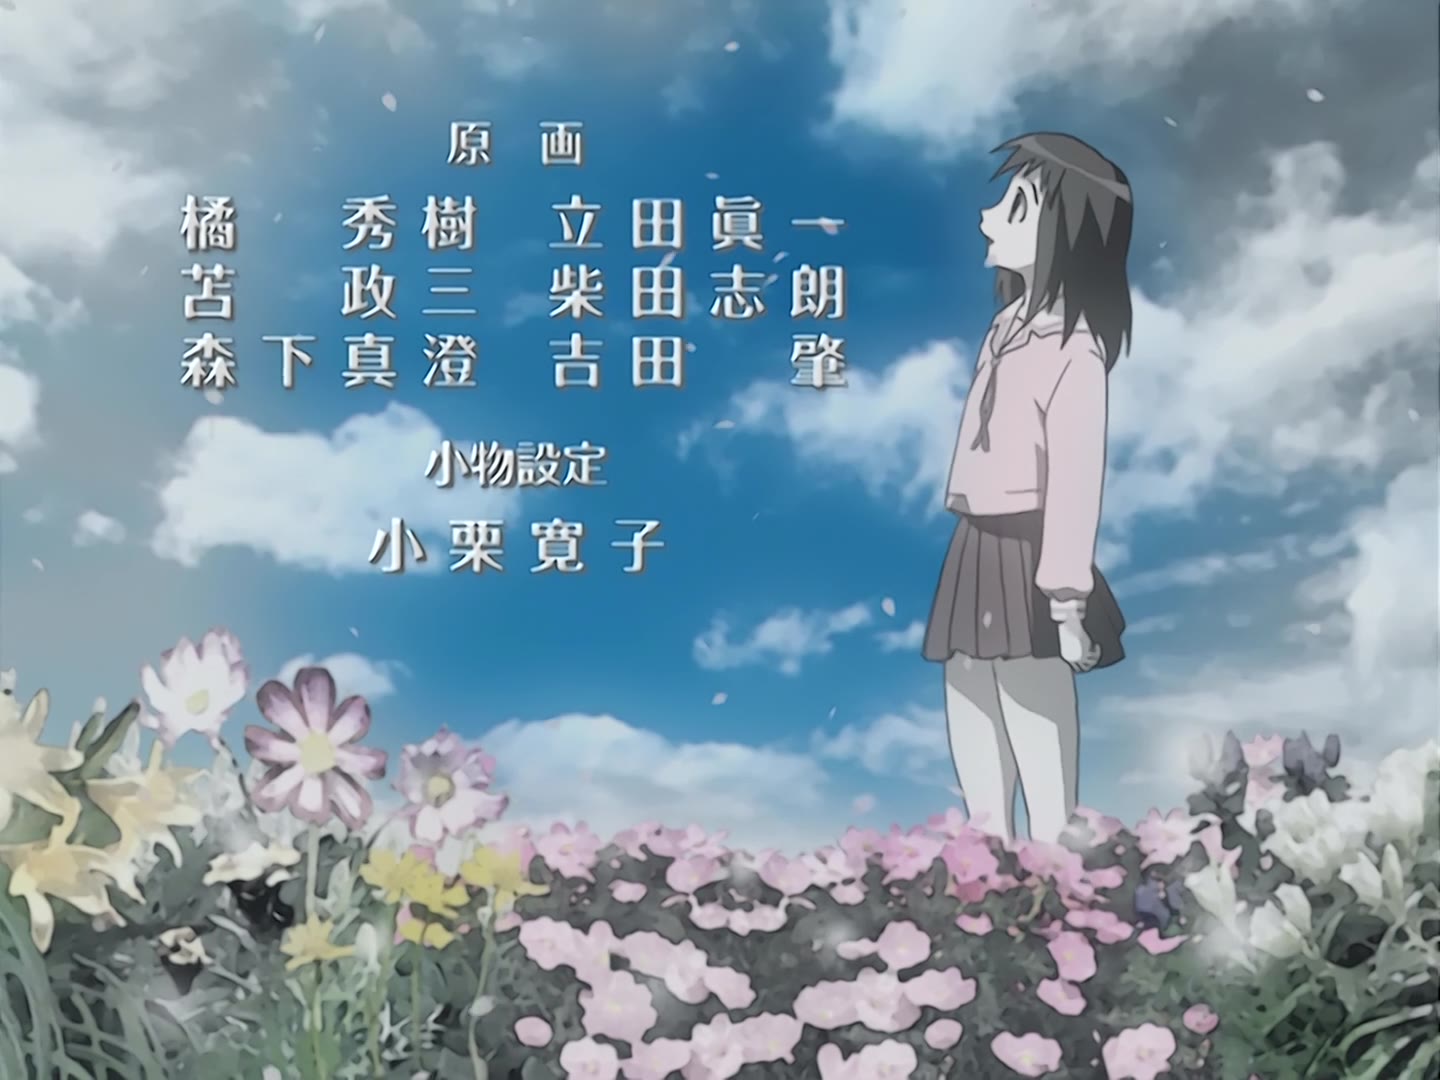 原画
橘 秀樹 立田眞一
苫 政三 柴田志朗
森下真澄 吉田 肇
小物設定
小栗寛子